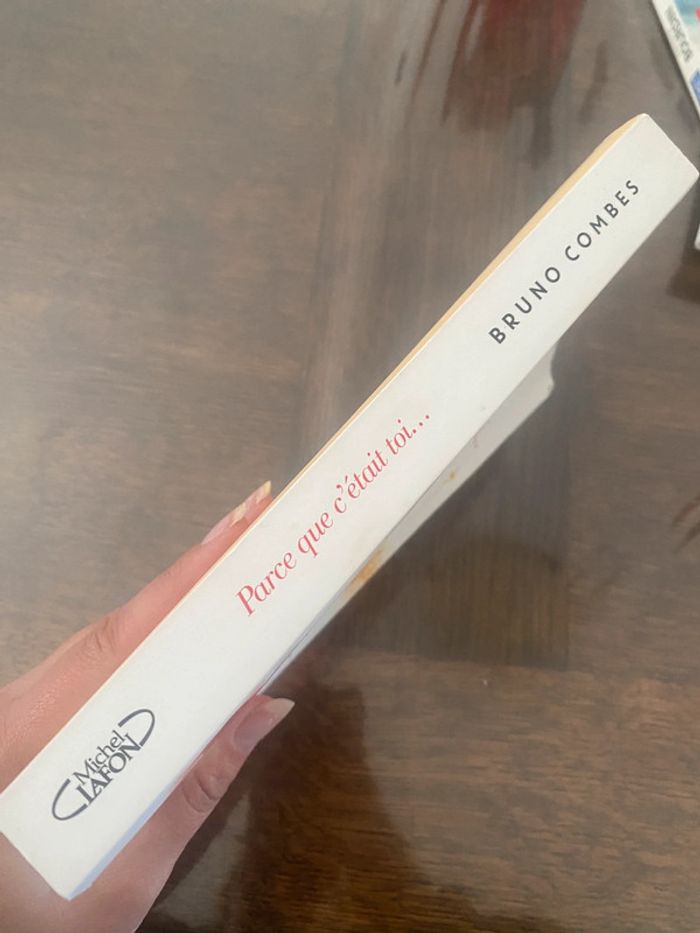 BRUNO COMBES
Parce que c'était toi...
Michel
LAFON